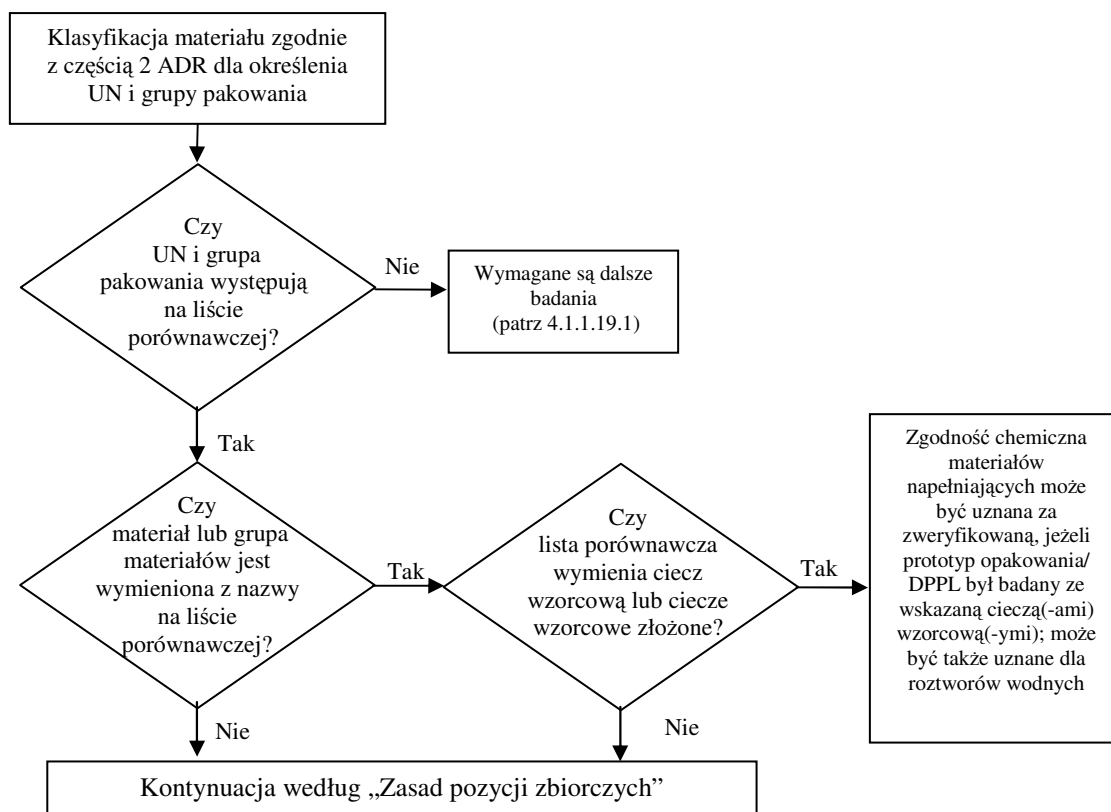 Klasyfikacja materiału zgodnie
z częścią 2 ADR dla określenia
UN i grupy pakowania
Czy
UN i grupa
pakowania występują
na liście
porównawczej?
Nie
Wymagane są dalsze
badania
(patrz 4.1.1.19.1)
Tak
Czy
materiał lub grupa
materiałów jest
wymieniona z nazwy
na liście
porównawczej?
Tak
Czy
lista porównawcza
wymienia ciecz
wzorcową lub ciecze
wzorcowe złożone?
Tak
Zgodność chemiczna
materiałów
napełniających może
być uznana za
zweryfikowaną, jeżeli
prototyp opakowania/
DPPL był badany ze
wskazaną cieczą(-ami)
wzorcową(-ymi); może
być także uznane dla
roztworów wodnych
Nie
Nie
Kontynuacja według „Zasad pozycji zbiorczych”